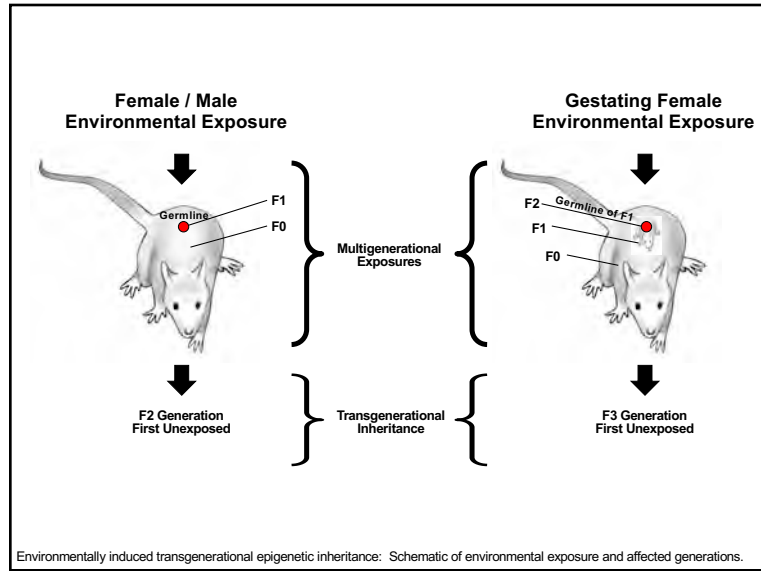 Female / Male
Environmental Exposure
Germline
F1
F0
Multigenerational
Exposures
Gestating Female
Environmental Exposure
Germline of F1
F2
F1
F0
F2 Generation
First Unexposed
Transgenerational
Inheritance
F3 Generation
First Unexposed
Environmentally induced transgenerational epigenetic inheritance: Schematic of environmental exposure and affected generations.